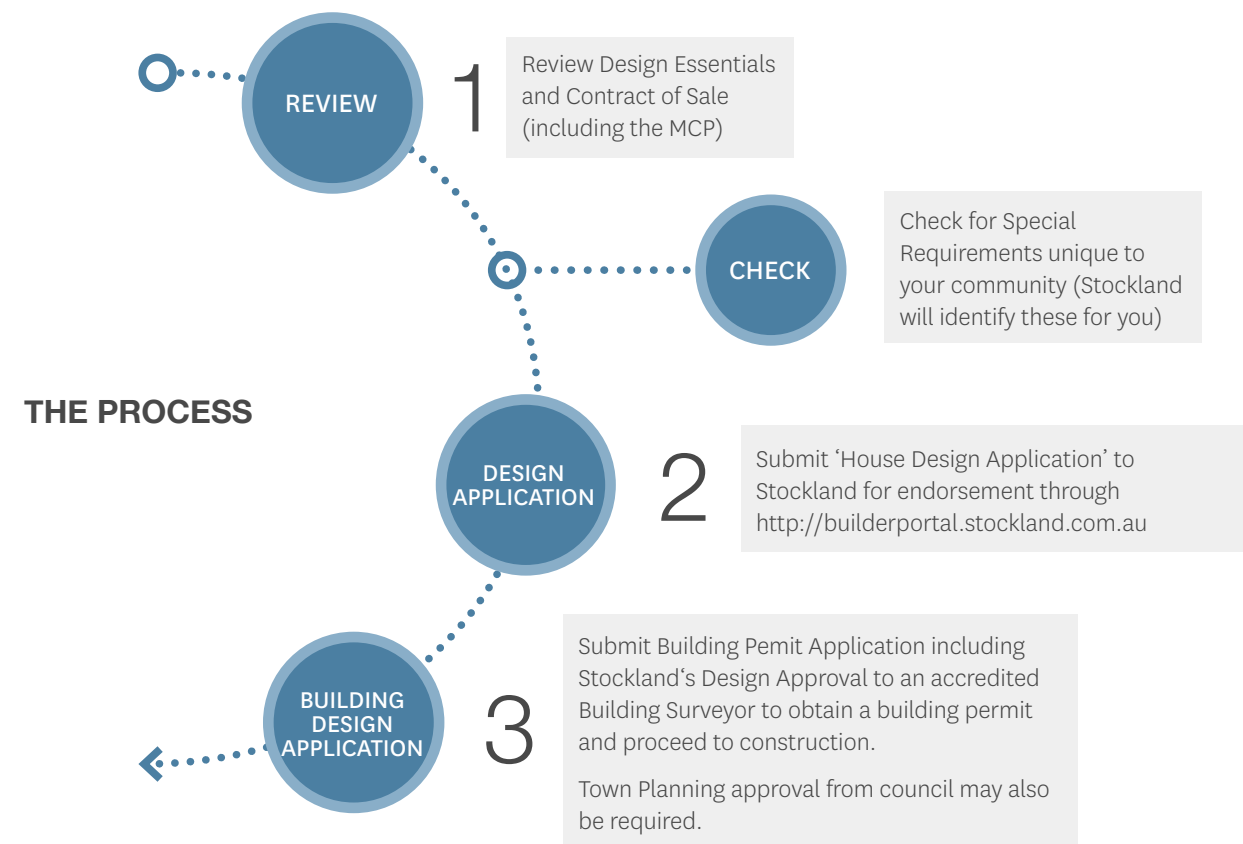 REVIEW
1
Review Design Essentials
and Contract of Sale
(including the MCP)
CHECK
Check for Special
Requirements unique to
your community (Stockland
will identify these for you)
THE PROCESS
DESIGN
APPLICATION
2
Submit ‘House Design Application’ to
Stockland for endorsement through
http://builderportal.stockland.com.au
BUILDING
DESIGN
APPLICATION
3
Submit Building Pemit Application including
Stockland‘s Design Approval to an accredited
Building Surveyor to obtain a building permit
and proceed to construction.
Town Planning approval from council may also
be required.